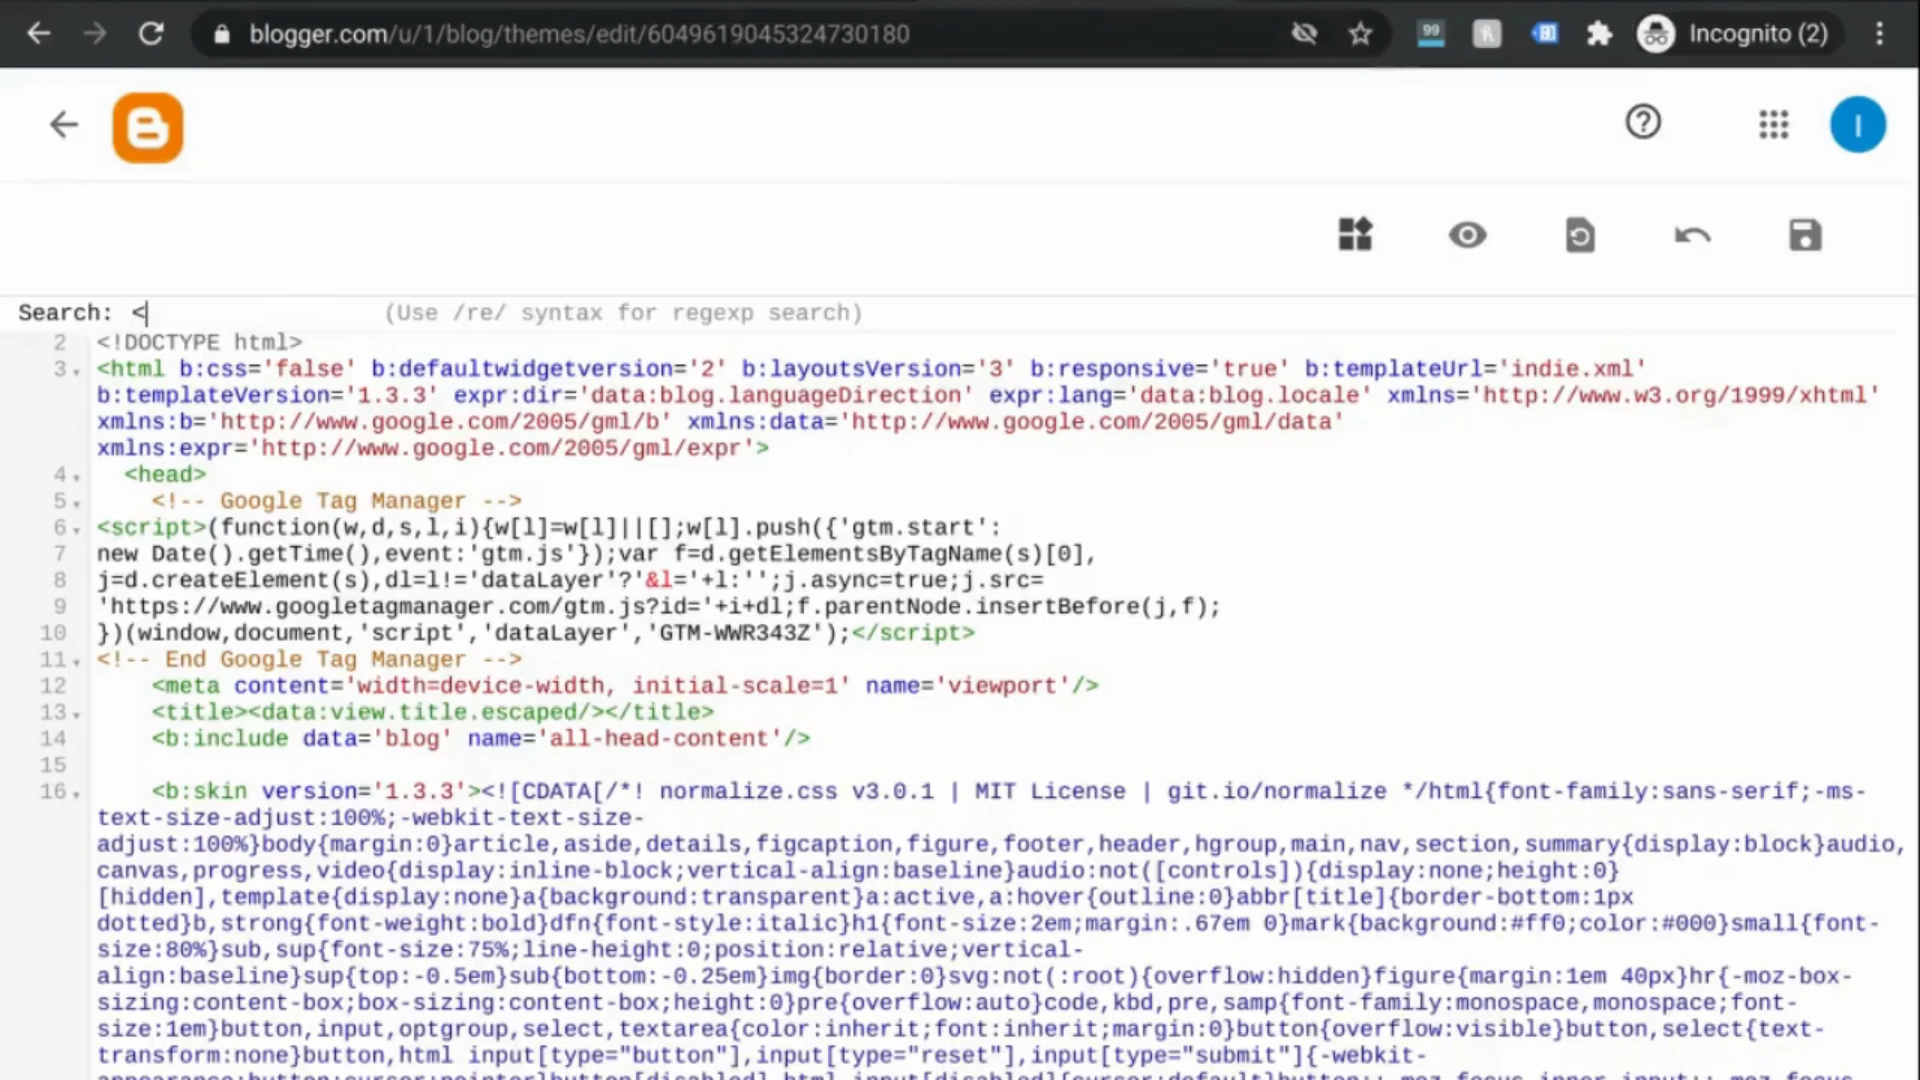 blogger.com/u/1/blog/themes/edit/6049619045324730180
99
Incognito (2)
I
Search: <
(Use /re/ syntax for regexp search)
2 <!DOCTYPE html>
3 <html b:css='false' b:defaultwidgetversion='2' b:layoutsVersion='3' b:responsive='true' b:templateUrl='indie.xml'
b:templateVersion='1.3.3' expr:dir='data:blog.languageDirection' expr:lang='data:blog.locale' xmlns='http://www.w3.org/1999/xhtml'
xmlns:b='http://www.google.com/2005/gml/b' xmlns:data='http://www.google.com/2005/gml/data'
xmlns:expr='http://www.google.com/2005/gml/expr'>
4 <head>
5 <!-- Google Tag Manager -->
6 <script>(function(w,d,s,l,i){w[l]=w[l]||[];w[l].push({'gtm.start':
7 new Date().getTime(),event:'gtm.js'});var f=d.getElementsByTagName(s)[0],
8 j=d.createElement(s),dl=l!='dataLayer'?'&l='+l:'';j.async=true;j.src=
9 'https://www.googletagmanager.com/gtm.js?id='+i+dl;f.parentNode.insertBefore(j,f);
10 })(window,document,'script','dataLayer','GTM-WWR343Z');</script>
11 <!-- End Google Tag Manager -->
12 <meta content='width=device-width, initial-scale=1' name='viewport'/>
13 <title><data:view.title.escaped/></title>
14 <b:include data='blog' name='all-head-content'/>
15
16 <b:skin version='1.3.3'><![CDATA[/*! normalize.css v3.0.1 | MIT License | git.io/normalize */html{font-family:sans-serif;-ms-
text-size-adjust:100%;-webkit-text-size-
adjust:100%}body{margin:0}article,aside,details,figcaption,figure,footer,header,hgroup,main,nav,section,summary{display:block}audio,
canvas,progress,video{display:inline-block;vertical-align:baseline}audio:not([controls]){display:none;height:0}
[hidden],template{display:none}a{background:transparent}a:active,a:hover{outline:0}abbr[title]{border-bottom:1px
dotted}b,strong{font-weight:bold}dfn{font-style:italic}h1{font-size:2em;margin:.67em 0}mark{background:#ff0;color:#000}small{font-
size:80%}sub,sup{font-size:75%;line-height:0;position:relative;vertical-
align:baseline}sup{top:-0.5em}sub{bottom:-0.25em}img{border:0}svg:not(:root){overflow:hidden}figure{margin:1em 40px}hr{-moz-box-
sizing:content-box;box-sizing:content-box;height:0}pre{overflow:auto}code,kbd,pre,samp{font-family:monospace,monospace;font-
size:1em}button,input,optgroup,select,textarea{color:inherit;font:inherit;margin:0}button{overflow:visible}button,select{text-
transform:none}button,html input[type="button"],input[type="reset"],input[type="submit"]{-webkit-